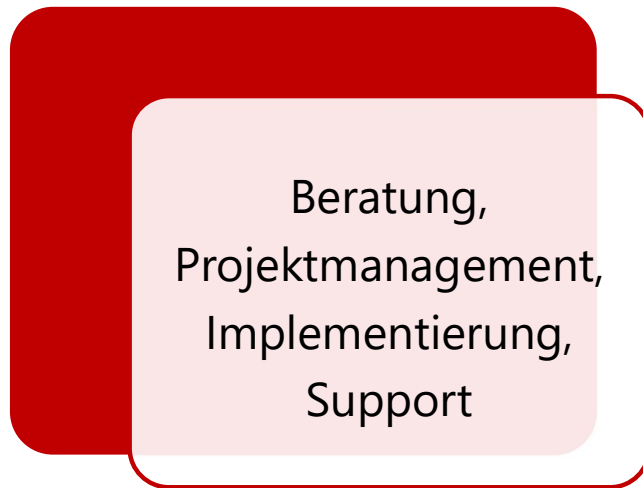 Beratung,
Projektmanagement,
Implementierung,
Support